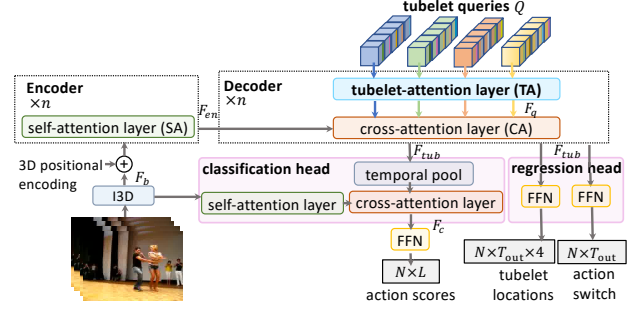 tubelet queries Q
Encoder
×n
Decoder
×n
tubelet-attention layer (TA)
F_en
F_q
self-attention layer (SA)
cross-attention layer (CA)
3D positional
encoding
F_b
F_tub
F_tub
classification head
regression head
temporal pool
I3D
self-attention layer
cross-attention layer
FFN
FFN
F_c
FFN
N×L
N×T_out×4
N×T_out
action scores
tubelet
locations
action
switch